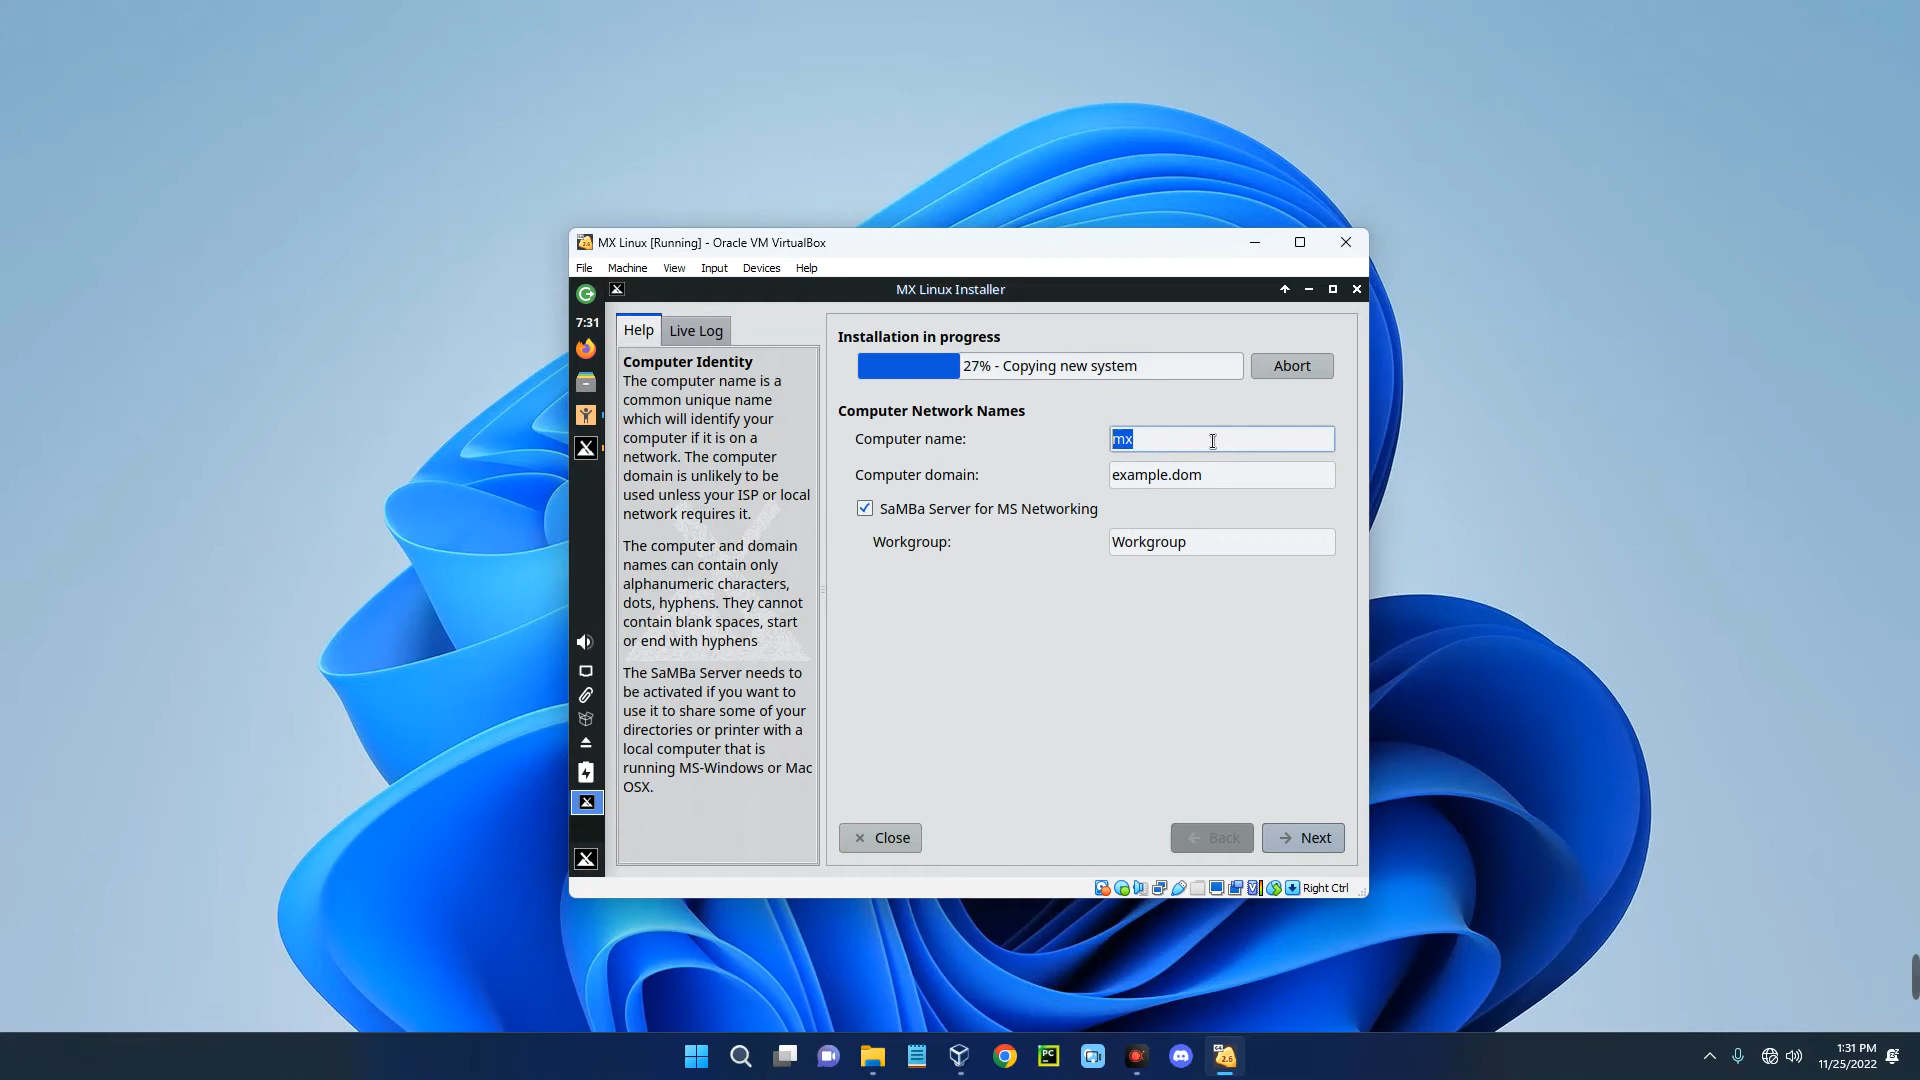 MX Linux [Running] - Oracle VM VirtualBox
File Machine View Input Devices Help
MX Linux Installer
7:31
Help Live Log
Computer Identity
The computer name is a
common unique name
which will identify your
computer if it is on a
network. The computer
domain is unlikely to be
used unless your ISP or local
network requires it.
The computer and domain
names can contain only
alphanumeric characters,
dots, hyphens. They cannot
contain blank spaces, start
or end with hyphens
The SaMBa Server needs to
be activated if you want to
use it to share some of your
directories or printer with a
local computer that is
running MS-Windows or Mac
OSX.
Installation in progress
27% - Copying new system Abort
Computer Network Names
Computer name: mx
Computer domain: example.dom
SaMBa Server for MS Networking
Workgroup: Workgroup
Close Back Next
Right Ctrl
PC
2.6
1:31 PM
11/25/2022